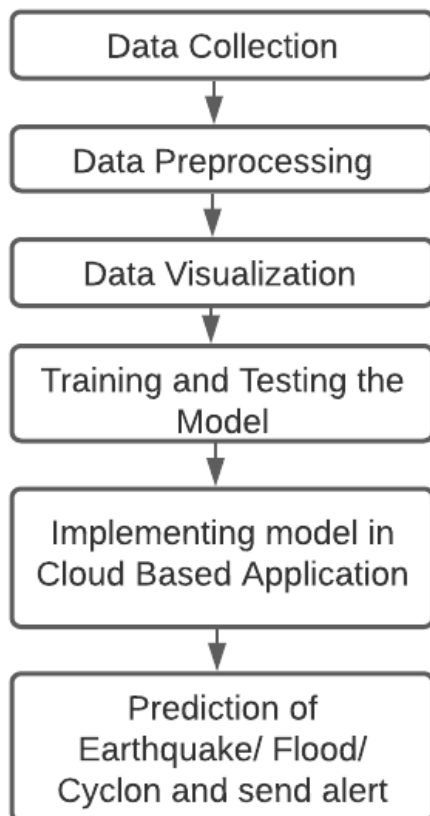 Data Collection
Data Preprocessing
Data Visualization
Training and Testing the
Model
Implementing model in
Cloud Based Application
Prediction of
Earthquake/ Flood/
Cyclon and send alert